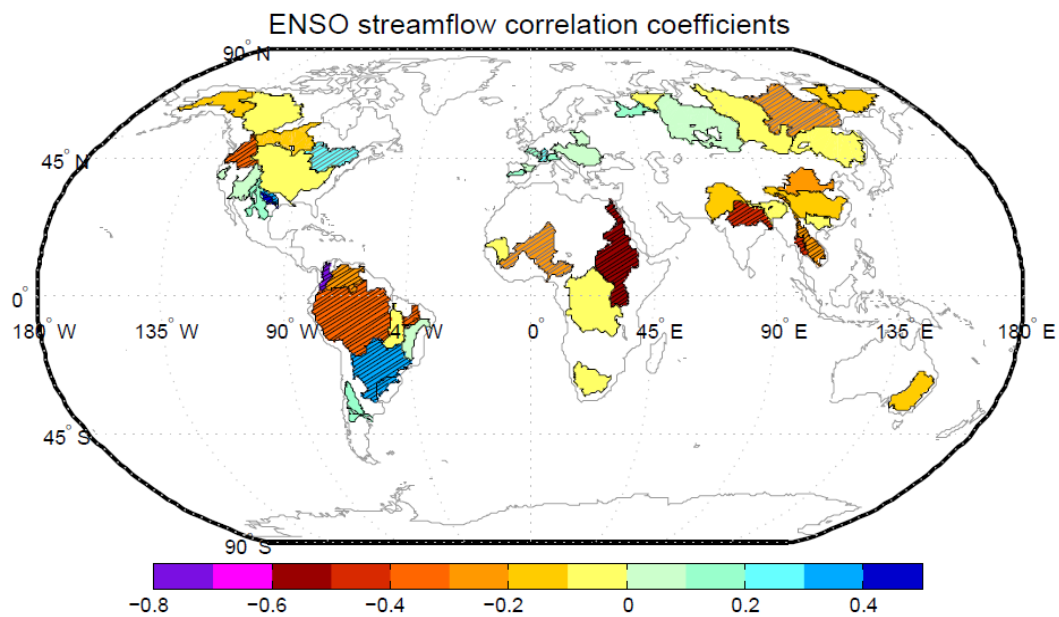 ENSO streamflow correlation coefficients
90° N
45° N
0°
180° W 135° W 90° W 45° W 0° E 45° E 90° E 135° E 180° E
45° S
90° S
−0.8 −0.6 −0.4 −0.2 0 0.2 0.4